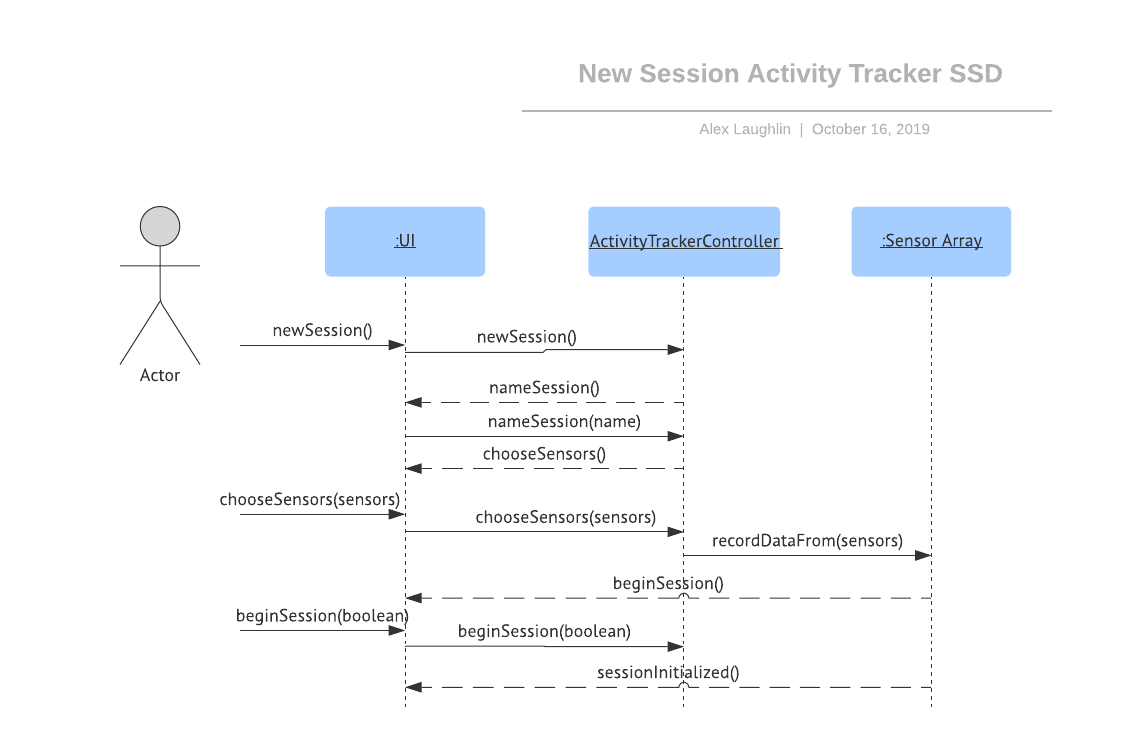 New Session Activity Tracker SSD
Alex Laughlin | October 16, 2019
:UI
ActivityTrackerController
:Sensor Array
Actor
newSession()
newSession()
nameSession()
nameSession(name)
chooseSensors()
chooseSensors(sensors)
chooseSensors(sensors)
recordDataFrom(sensors)
beginSession()
beginSession(boolean)
beginSession(boolean)
sessionInitialized()